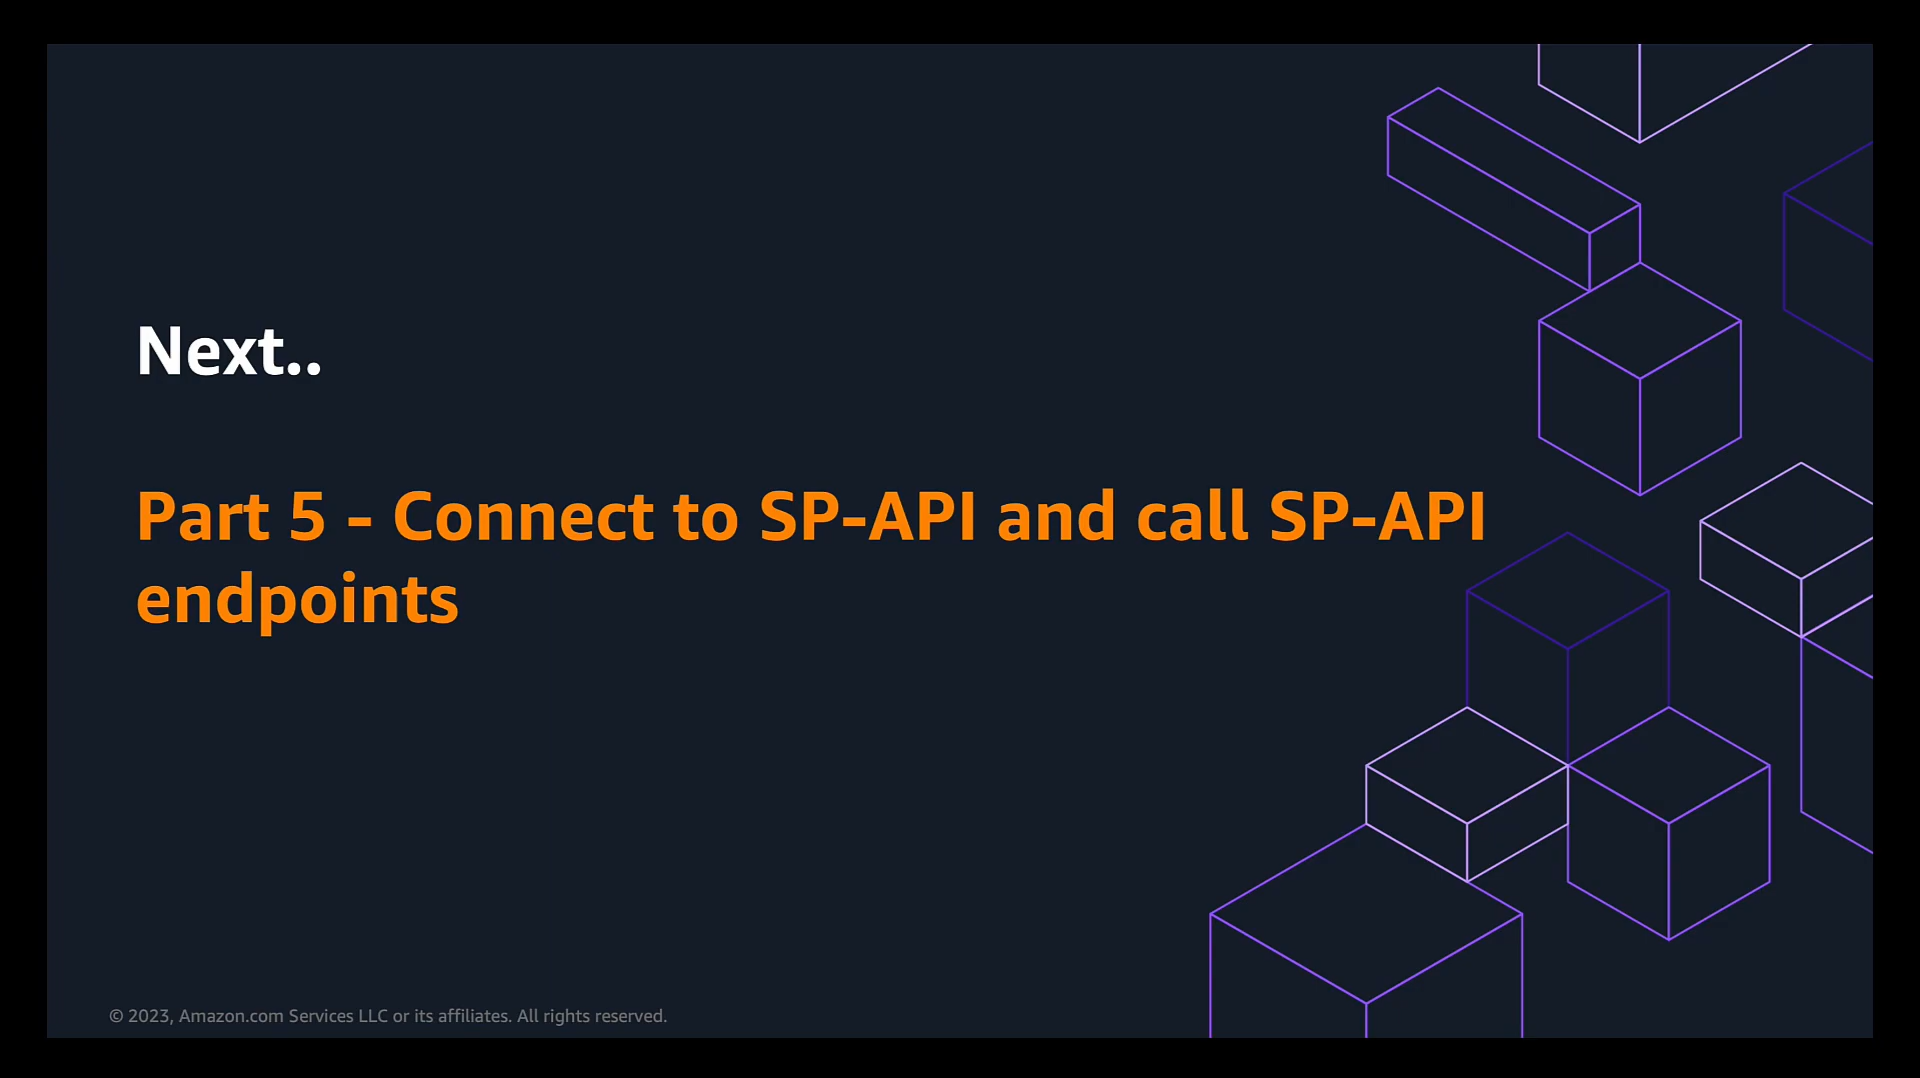 Next..
Part 5 - Connect to SP-API and call SP-API
endpoints
© 2023, Amazon.com Services LLC or its affiliates. All rights reserved.